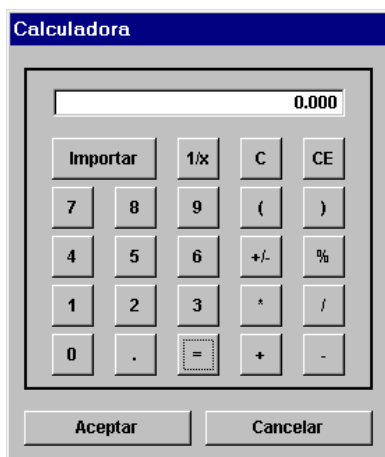 Calculadora
0.000
Importar 1/x C CE
7 8 9 ( )
4 5 6 +/- %
1 2 3 * /
0 . = + -
Aceptar Cancelar